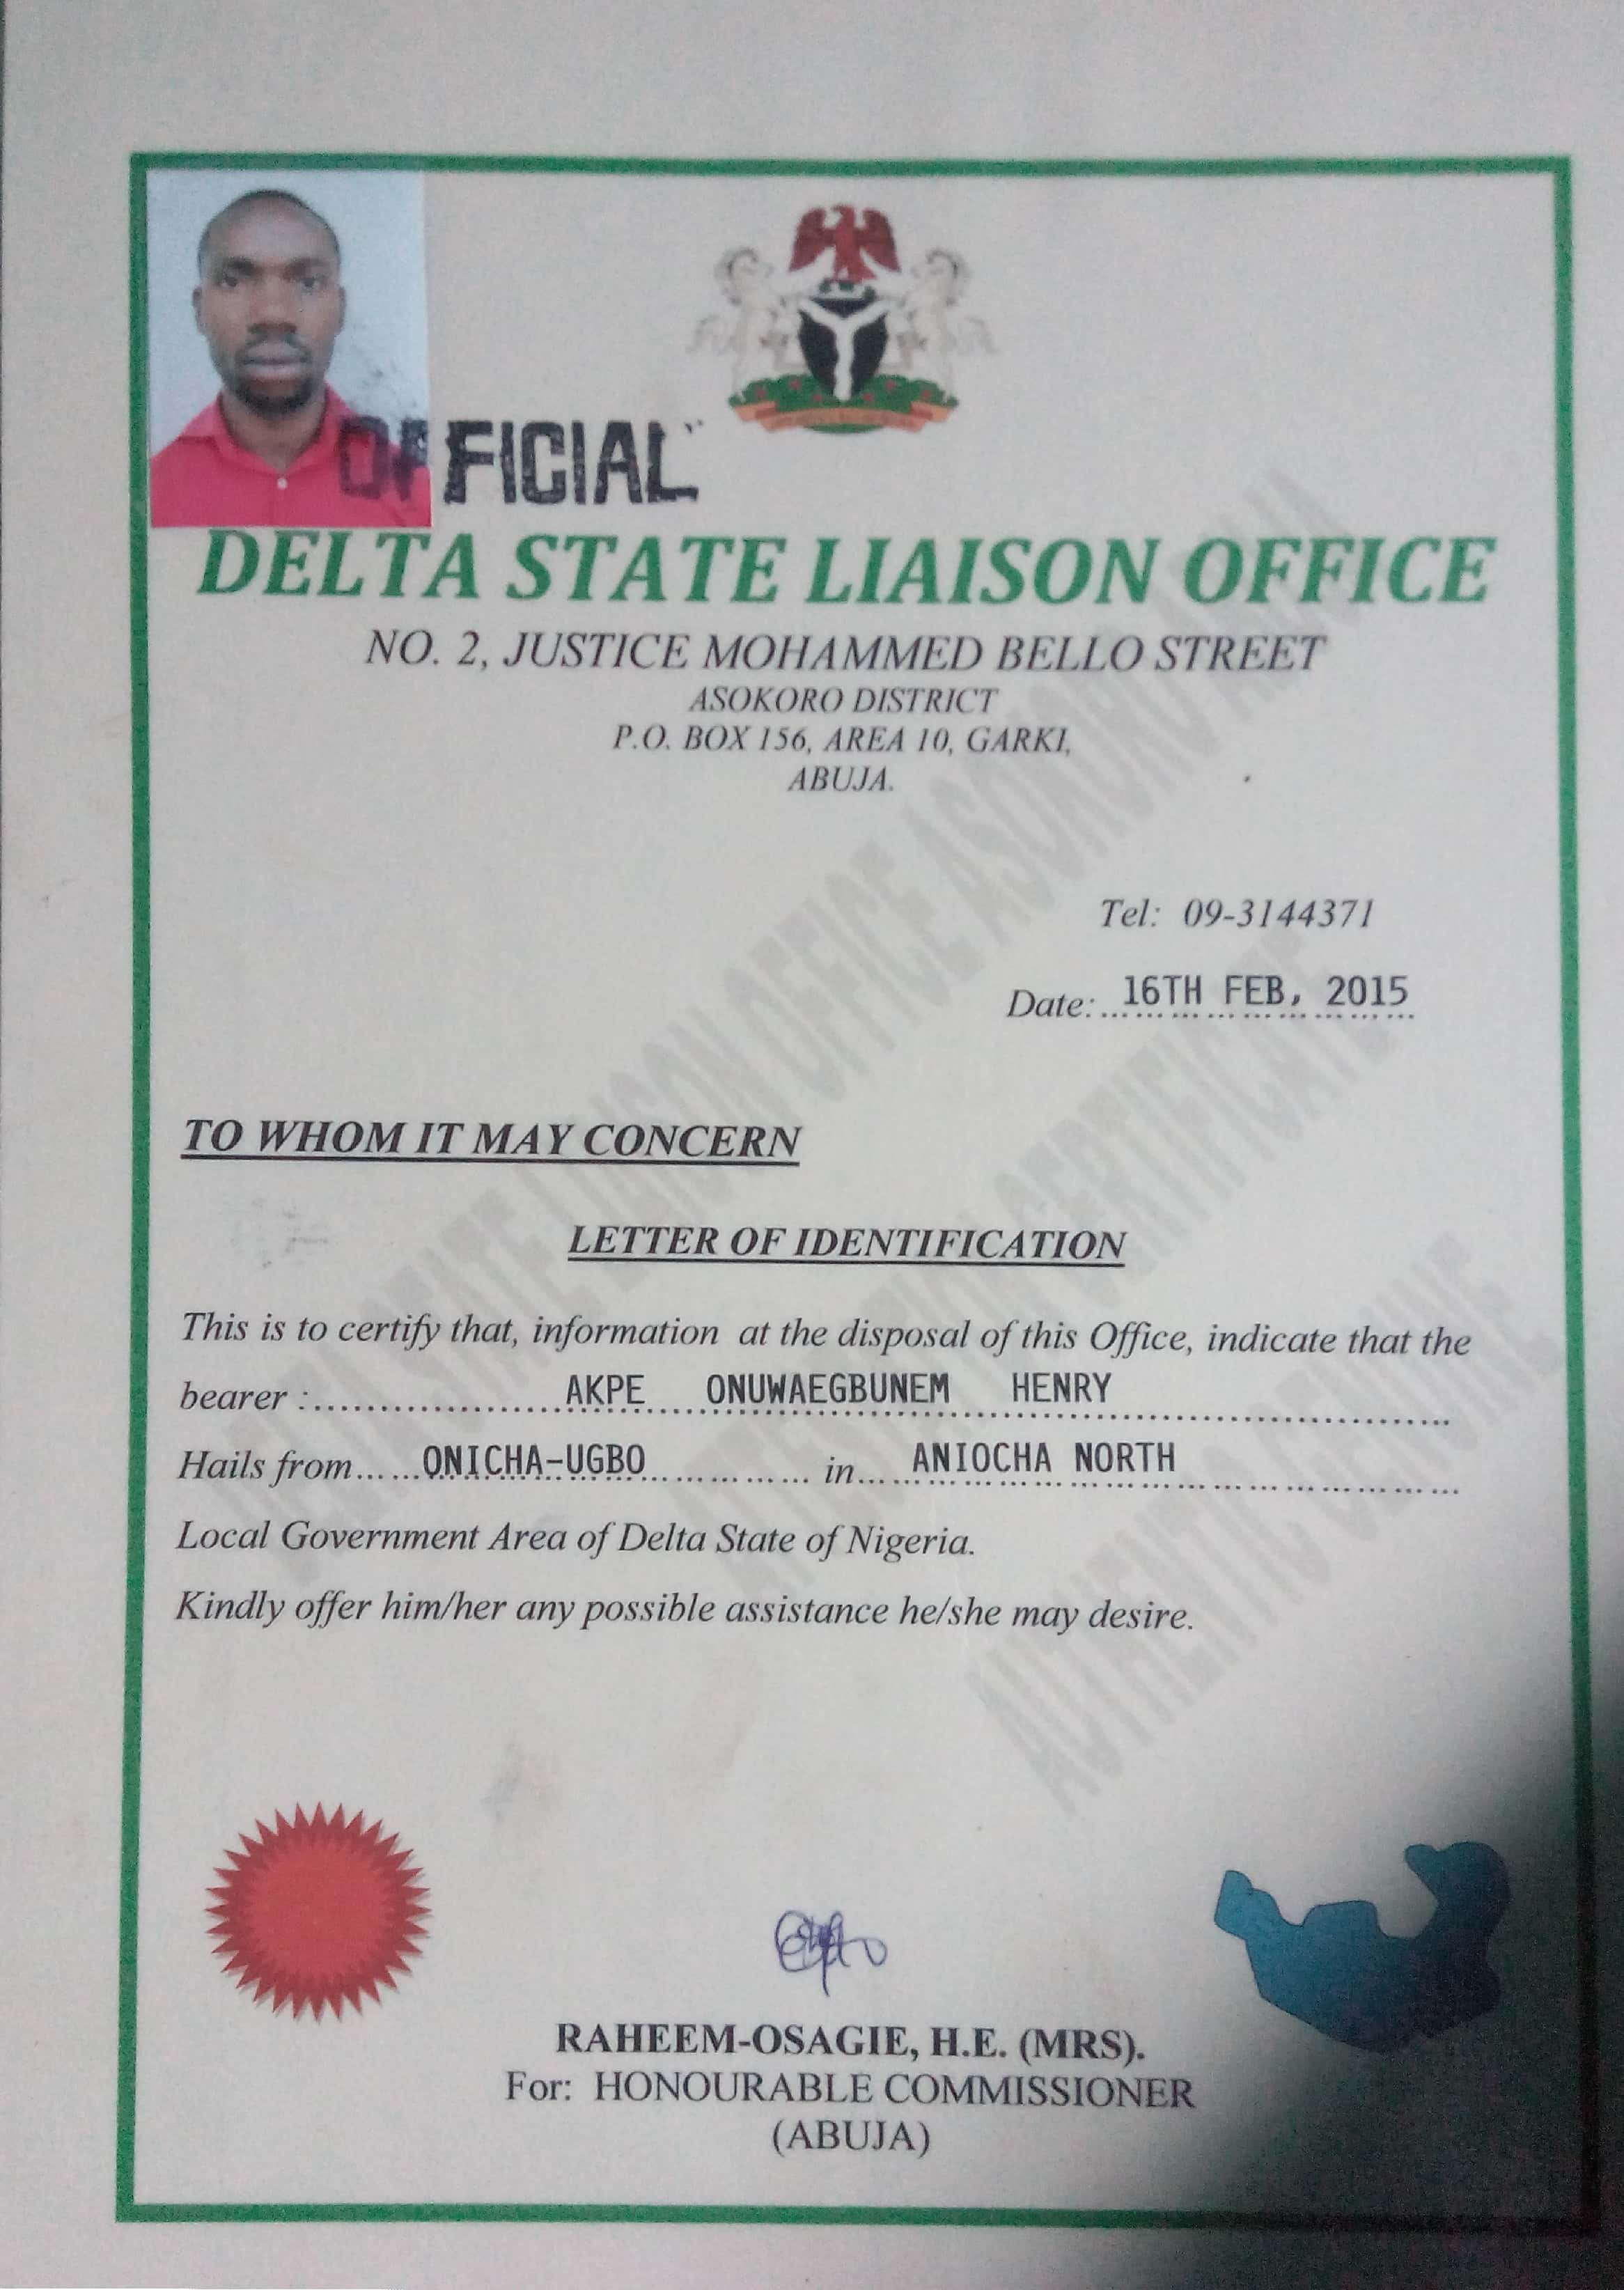 OFFICIAL
DELTA STATE LIAISON OFFICE
NO. 2, JUSTICE MOHAMMED BELLO STREET
ASOKORO DISTRICT
P.O. BOX 156, AREA 10, GARKI,
ABUJA.
Tel: 09-3144371
Date: 16TH FEB, 2015
TO WHOM IT MAY CONCERN
LETTER OF IDENTIFICATION
This is to certify that, information at the disposal of this Office, indicate that the
bearer : AKPE ONUWAEGBUNEM HENRY
Hails from ONICHA-UGBO in ANIOCHA NORTH
Local Government Area of Delta State of Nigeria.
Kindly offer him/her any possible assistance he/she may desire.
RAHEEM-OSAGIE, H.E. (MRS).
For: HONOURABLE COMMISSIONER
(ABUJA)